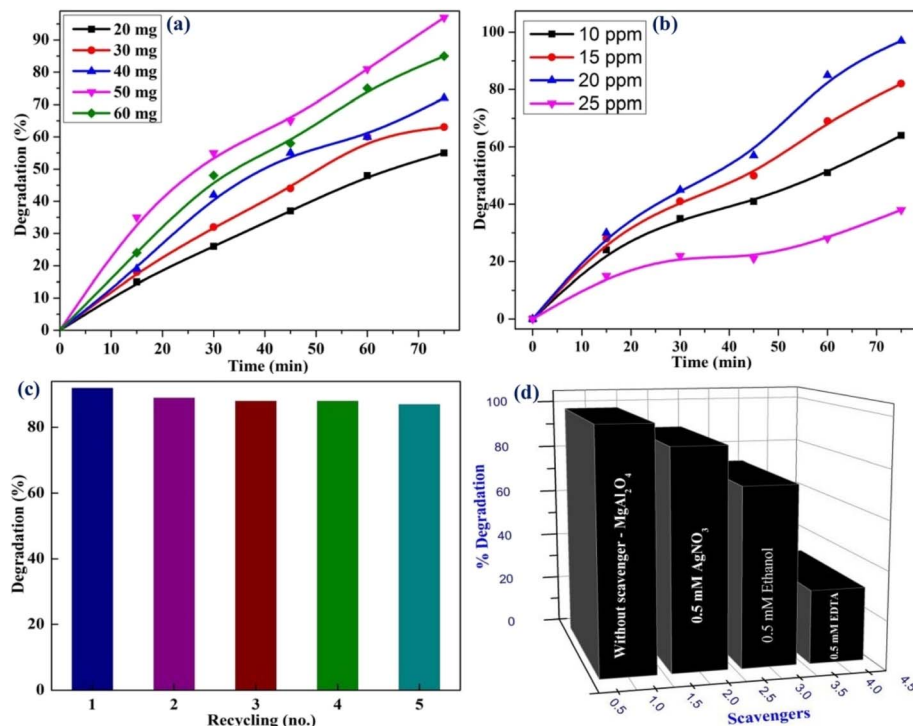 (a)
20 mg
30 mg
40 mg
50 mg
60 mg
Degradation (%)
90
80
70
60
50
40
30
20
10
0
0 10 20 30 40 50 60 70
Time (min)
(b)
10 ppm
15 ppm
20 ppm
25 ppm
Degradation (%)
100
80
60
40
20
0
0 10 20 30 40 50 60 70
Time (min)
(c)
Degradation (%)
80
60
40
20
0
1 2 3 4 5
Recycling (no.)
(d)
% Degradation
100
80
60
40
20
0
Without scavenger - MgAl₂O₄
0.5 mM AgNO₃
0.5 mM Ethanol
0.5 mM EDTA
0.5 1.0 1.5 2.0 2.5 3.0 3.5 4.0 4.5
Scavengers